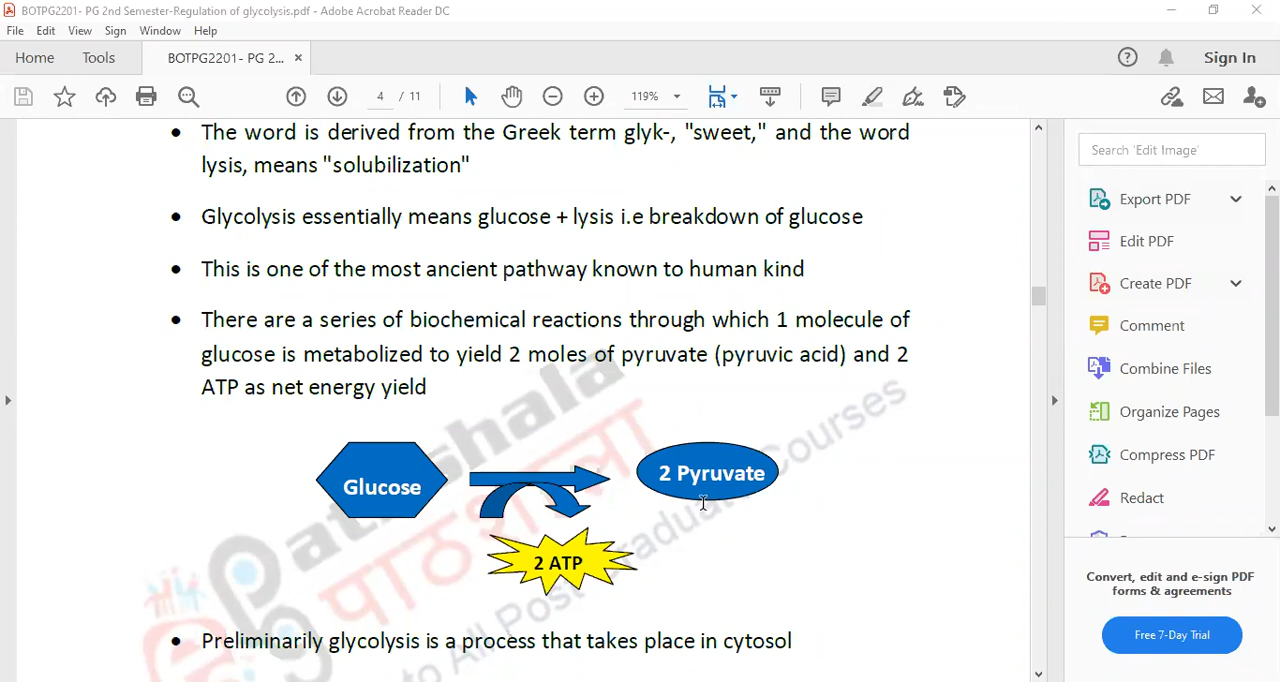 BOTPG2201- PG 2nd Semester-Regulation of glycolysis.pdf - Adobe Acrobat Reader DC
File Edit View Sign Window Help
Home Tools BOTPG2201- PG 2... × Sign In
4 / 11 119%
• The word is derived from the Greek term glyk-, "sweet," and the word
lysis, means "solubilization"
• Glycolysis essentially means glucose + lysis i.e breakdown of glucose
• This is one of the most ancient pathway known to human kind
• There are a series of biochemical reactions through which 1 molecule of
glucose is metabolized to yield 2 moles of pyruvate (pyruvic acid) and 2
ATP as net energy yield
Glucose
2 Pyruvate
2 ATP
• Preliminarily glycolysis is a process that takes place in cytosol
Pathshala
पाठशाला
to All Post Graduate Courses
Search 'Edit Image'
Export PDF
Edit PDF
Create PDF
Comment
Combine Files
Organize Pages
Compress PDF
Redact
Convert, edit and e-sign PDF
forms & agreements
Free 7-Day Trial